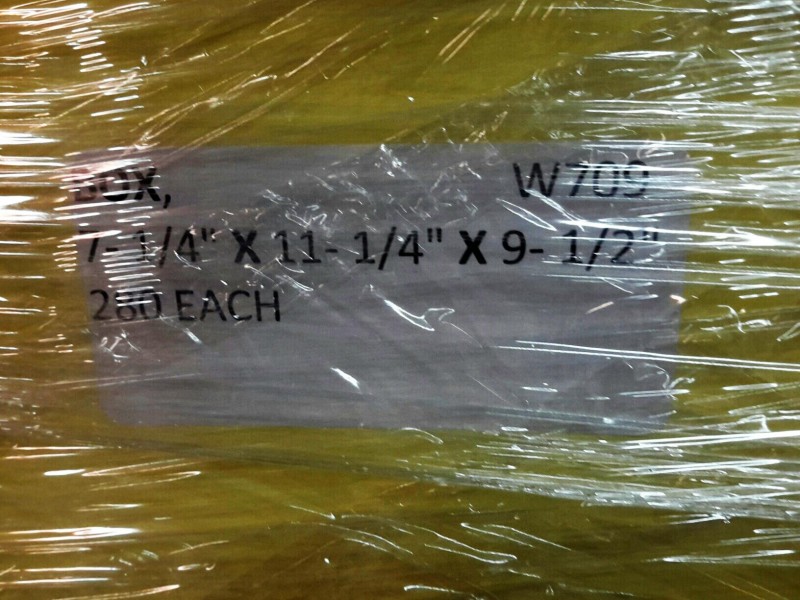 BOX, W709
7-1/4" X 11- 1/4" X 9- 1/2"
280 EACH